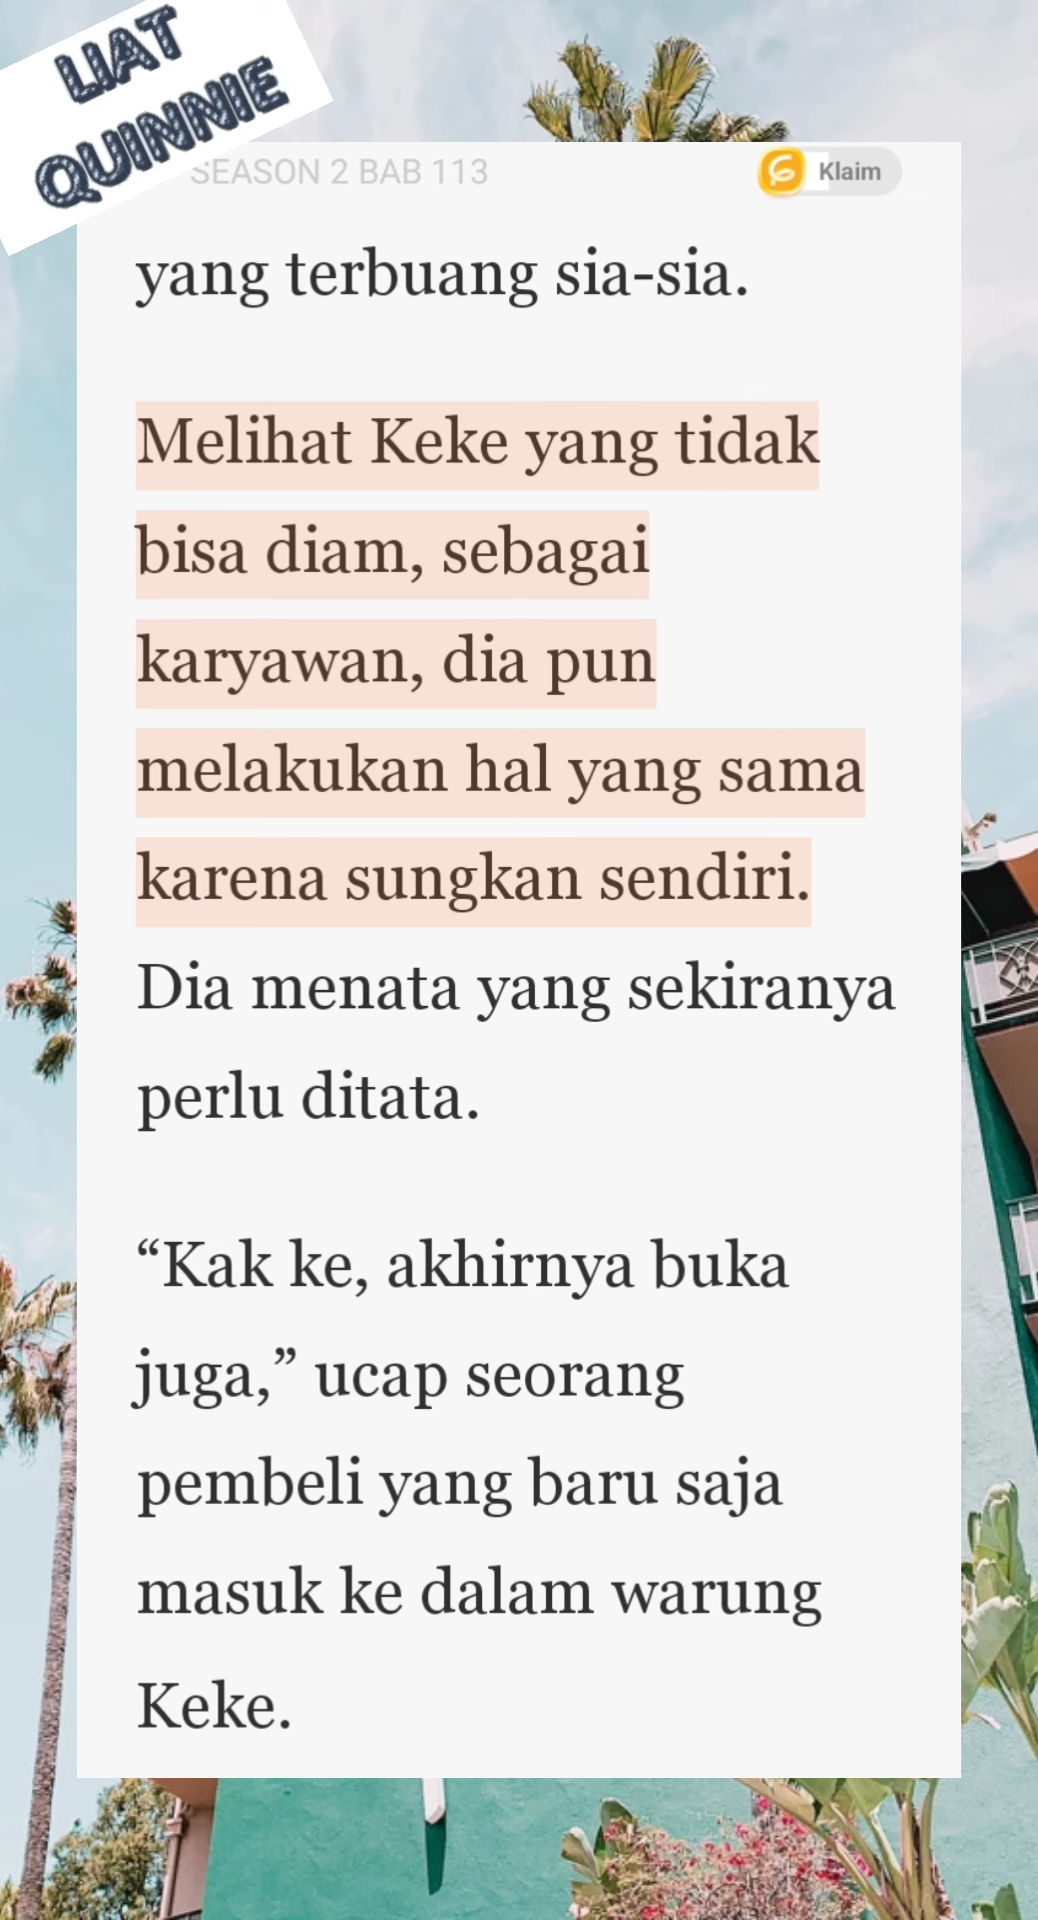 LIAT
QUINNIE
SEASON 2 BAB 113
Klaim
yang terbuang sia-sia.
Melihat Keke yang tidak
bisa diam, sebagai
karyawan, dia pun
melakukan hal yang sama
karena sungkan sendiri.
Dia menata yang sekiranya
perlu ditata.
“Kak ke, akhirnya buka
juga,” ucap seorang
pembeli yang baru saja
masuk ke dalam warung
Keke.